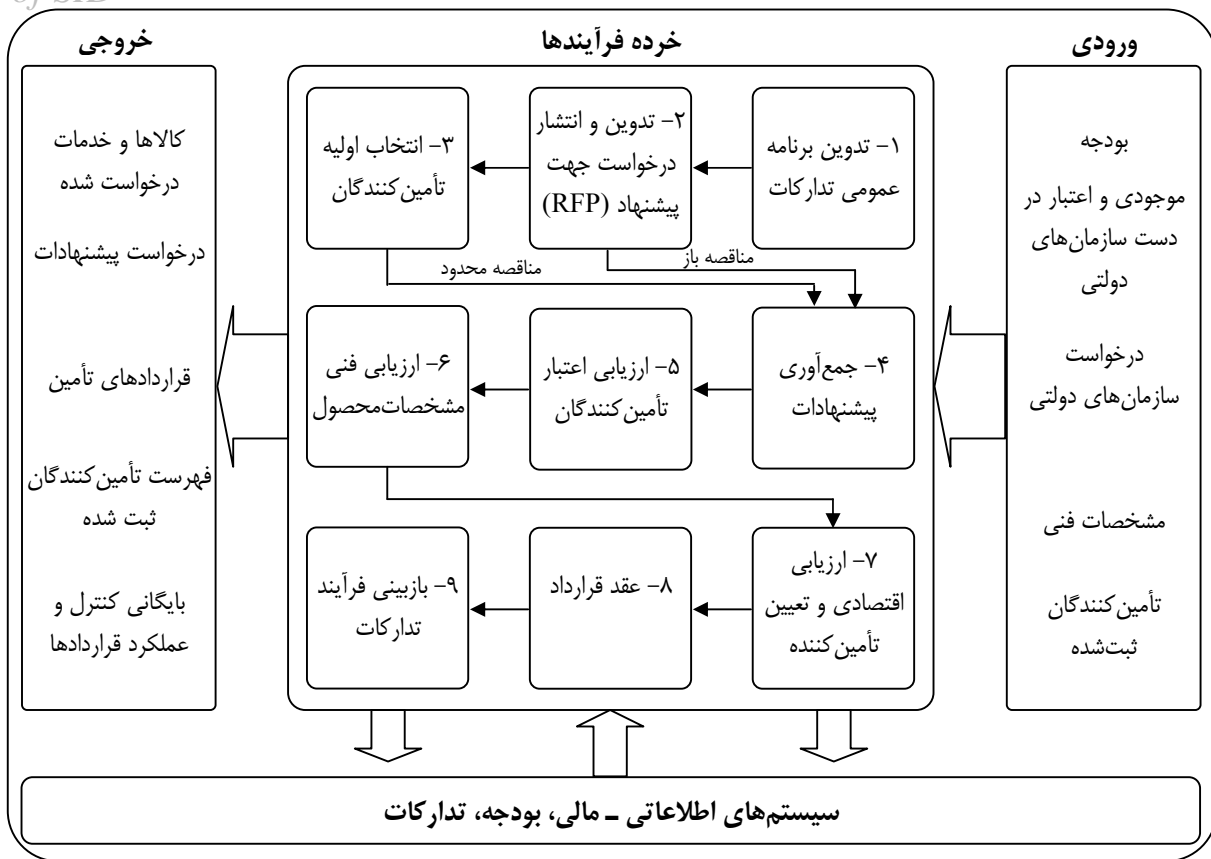 of SID
ورودی
خرده فرآیندها
خروجی
بودجه
موجودی و اعتبار در
دست سازمان‌های
دولتی
درخواست
سازمان‌های دولتی
مشخصات فنی
تأمین‌کنندگان
ثبت‌شده
۱- تدوین برنامه
عمومی تدارکات
۲- تدوین و انتشار
درخواست جهت
پیشنهاد (RFP)
۳- انتخاب اولیه
تأمین‌کنندگان
مناقصه باز
مناقصه محدود
۴- جمع‌آوری
پیشنهادات
۵- ارزیابی اعتبار
تأمین‌کنندگان
۶- ارزیابی فنی
مشخصات‌محصول
۷- ارزیابی
اقتصادی و تعیین
تأمین‌کننده
۸- عقد قرارداد
۹- بازبینی فرآیند
تدارکات
کالاها و خدمات
درخواست شده
درخواست پیشنهادات
قراردادهای تأمین
فهرست تأمین‌کنندگان
ثبت شده
بایگانی کنترل و
عملکرد قراردادها
سیستم‌های اطلاعاتی ـ مالی، بودجه، تدارکات